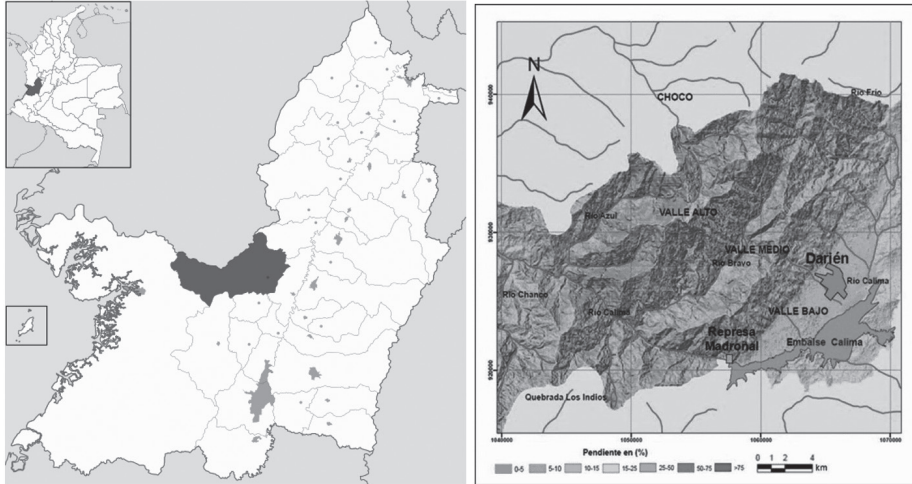 N
CHOCO
Rio Frio
940000
Rio Azul
VALLE ALTO
930000
VALLE MEDIO
Rio Bravo
Darién
Rio Calima
Rio Chanco
Rio Calima
VALLE BAJO
Represa
Madroñal
Embalse Calima
920000
Quebrada Los Indios
1040000 1050000 1060000 1070000
Pendiente en (%)
0-5 5-10 10-15 15-25 25-50 50-75 >75
0 1 2 4
km